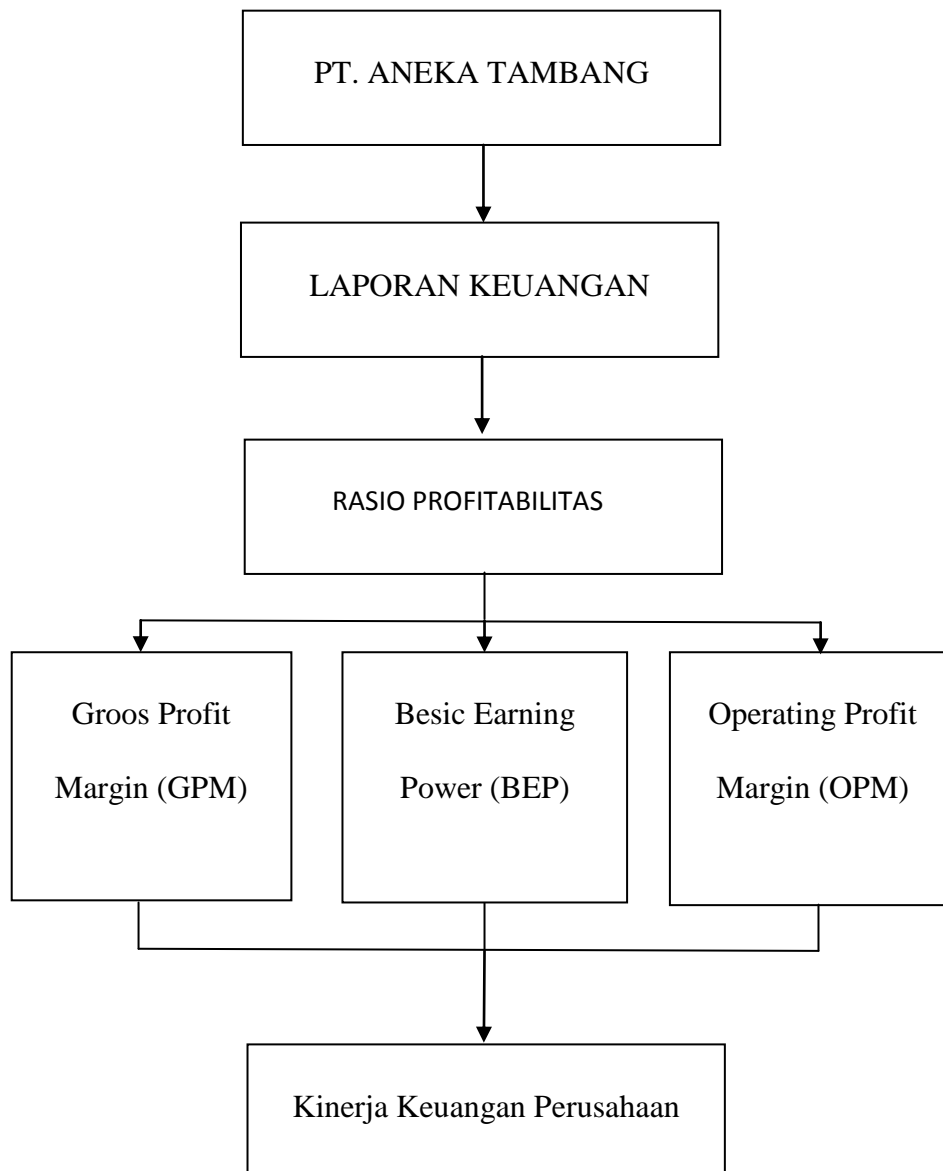 PT. ANEKA TAMBANG
LAPORAN KEUANGAN
RASIO PROFITABILITAS
Groos Profit
Margin (GPM)
Besic Earning
Power (BEP)
Operating Profit
Margin (OPM)
Kinerja Keuangan Perusahaan